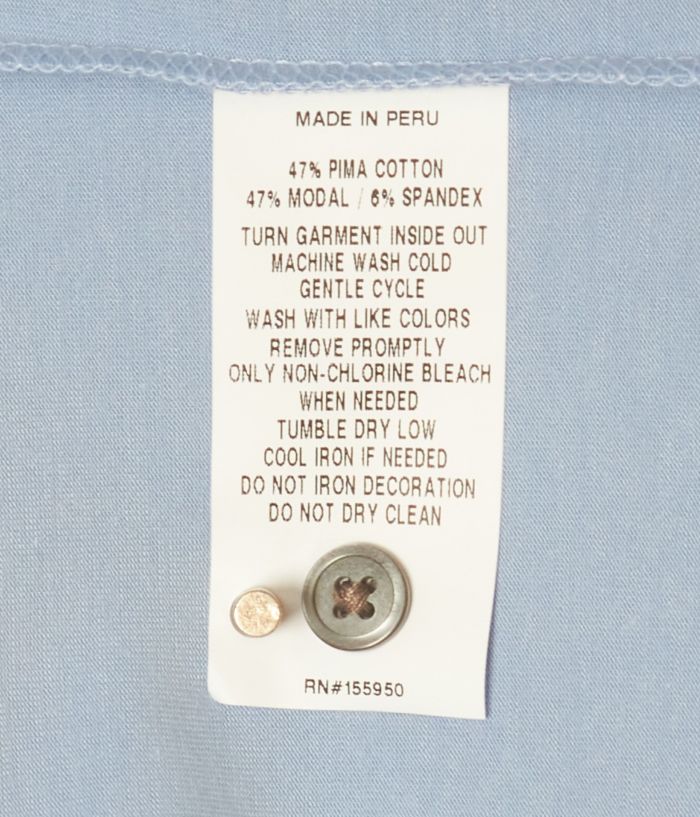 MADE IN PERU
47% PIMA COTTON
47% MODAL / 6% SPANDEX
TURN GARMENT INSIDE OUT
MACHINE WASH COLD
GENTLE CYCLE
WASH WITH LIKE COLORS
REMOVE PROMPTLY
ONLY NON-CHLORINE BLEACH
WHEN NEEDED
TUMBLE DRY LOW
COOL IRON IF NEEDED
DO NOT IRON DECORATION
DO NOT DRY CLEAN
RN#155950